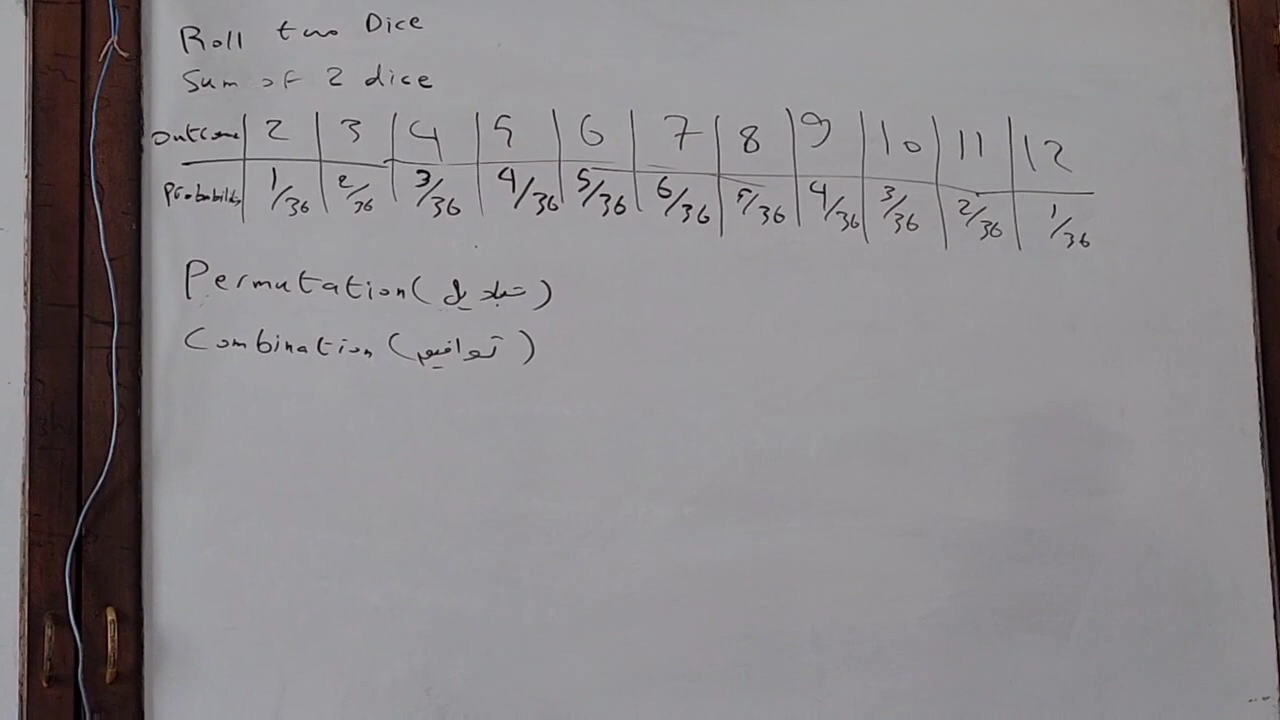 Roll two Dice
Sum of 2 dice
Outcome 2 3 4 5 6 7 8 9 10 11 12
Probability 1/36 2/36 3/36 4/36 5/36 6/36 5/36 4/36 3/36 2/36 1/36
Permutation (تباديل)
Combination (توافيق)